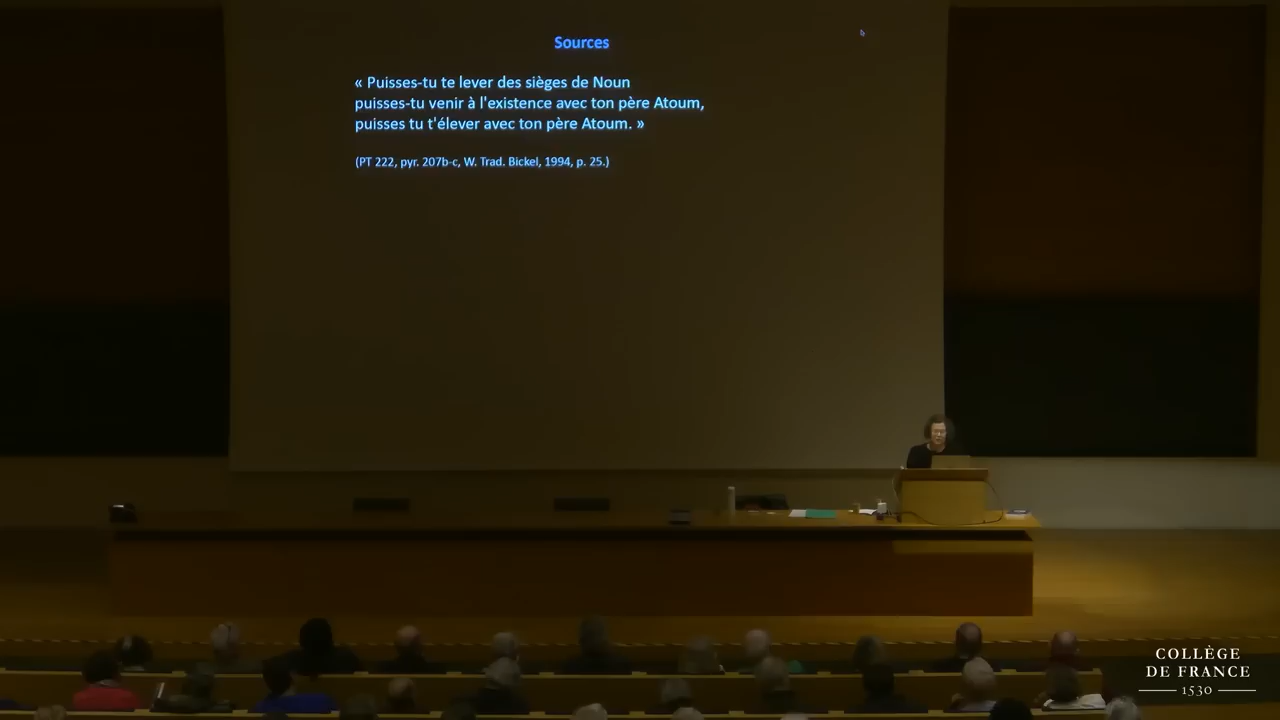 Sources
« Puisses-tu te lever des sièges de Noun
puisses-tu venir à l'existence avec ton père Atoum,
puisses tu t'élever avec ton père Atoum. »
(PT 222, pyr. 207b-c, W. Trad. Bickel, 1994, p. 25.)
COLLÈGE
DE FRANCE
1530